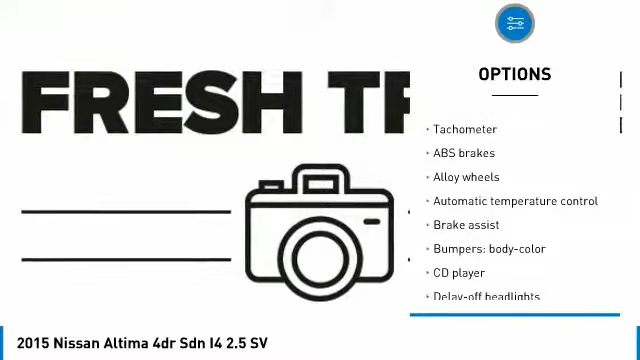 FRESH
OPTIONS
Tachometer
ABS brakes
Alloy wheels
Automatic temperature control
Brake assist
Bumpers: body-color
CD player
Delay-off headlights
2015 Nissan Altima 4dr Sdn I4 2.5 SV